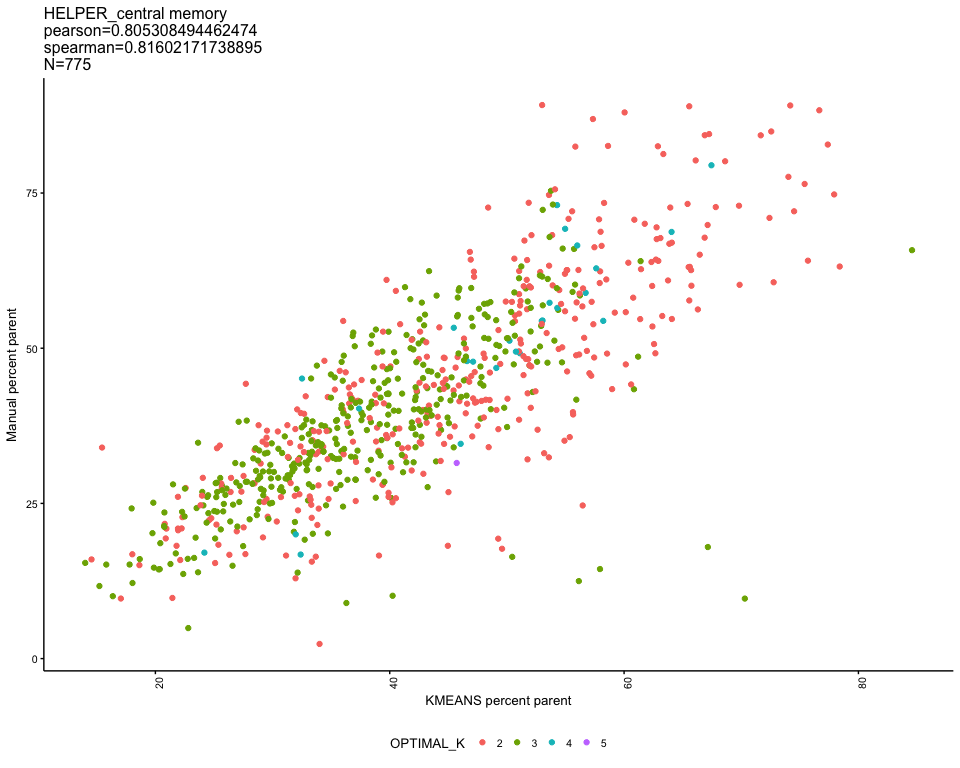 HELPER_central memory
pearson=0.805308494462474
spearman=0.81602171738895
N=775
Manual percent parent
75
50
25
0
20
40
60
80
KMEANS percent parent
OPTIMAL_K 2 3 4 5